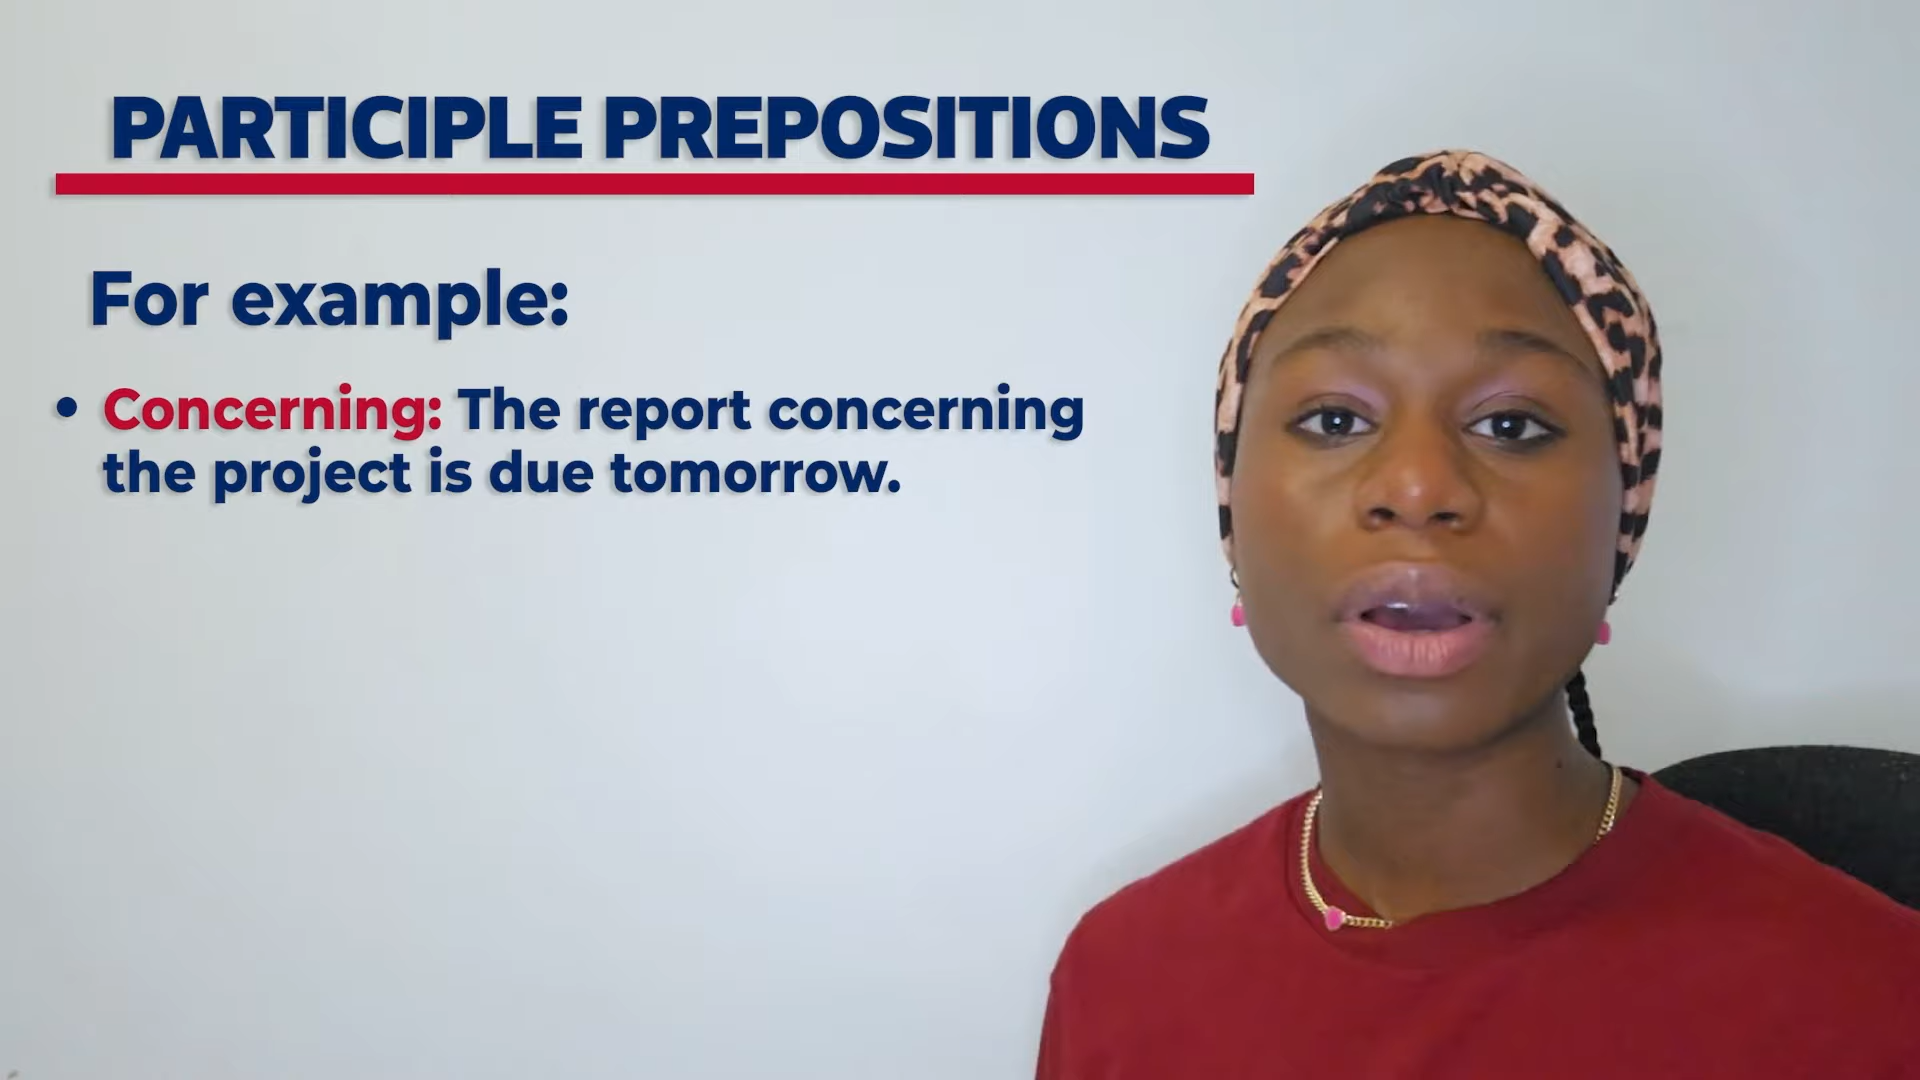 PARTICIPLE PREPOSITIONS
For example:
• Concerning: The report concerning
the project is due tomorrow.